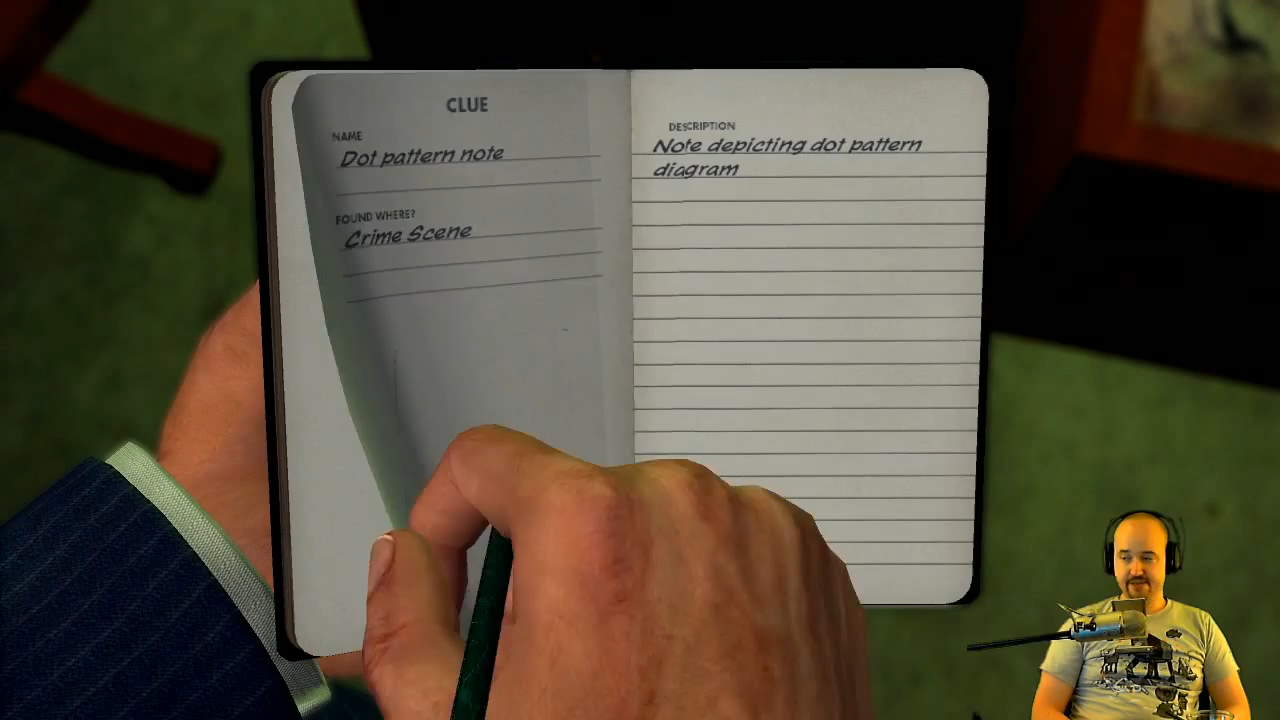 CLUE
NAME
Dot pattern note
FOUND WHERE?
Crime Scene
DESCRIPTION
Note depicting dot pattern
diagram